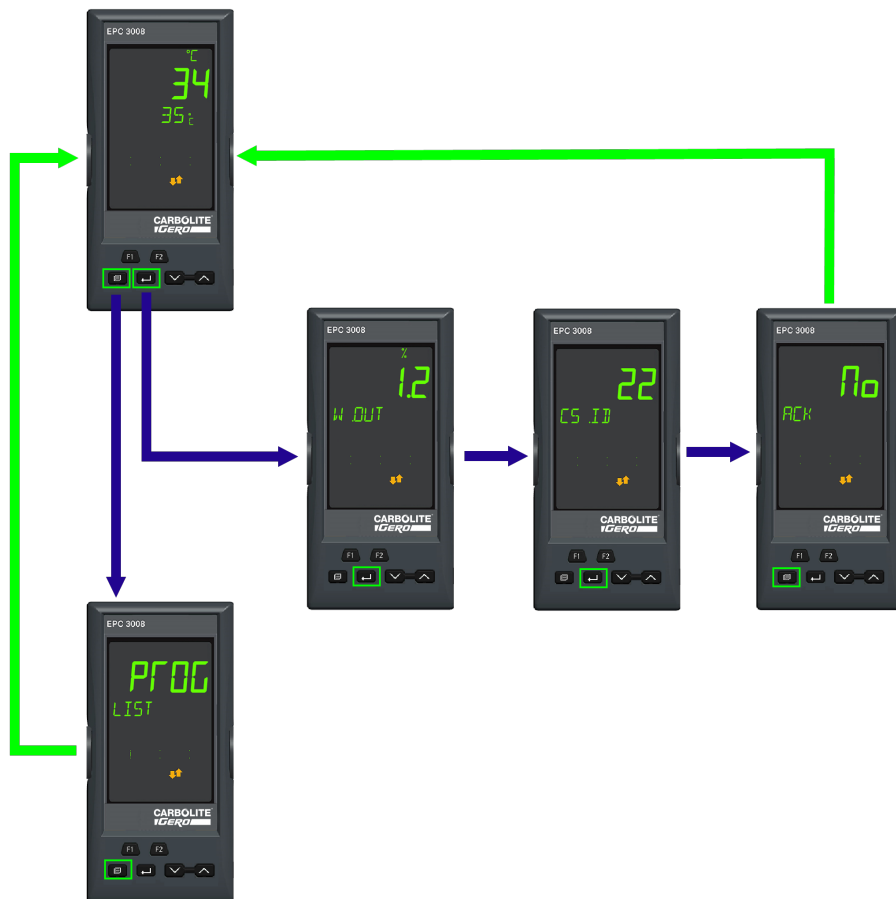 EPC 3008
°C
34
35°C
CARBOLITE
GERO
F1 F2
EPC 3008
%
1.2
W.OUT
CARBOLITE
GERO
F1 F2
EPC 3008
22
CS.ID
CARBOLITE
GERO
F1 F2
EPC 3008
No
ACK
CARBOLITE
GERO
F1 F2
EPC 3008
PrOG
LIST
CARBOLITE
GERO
F1 F2